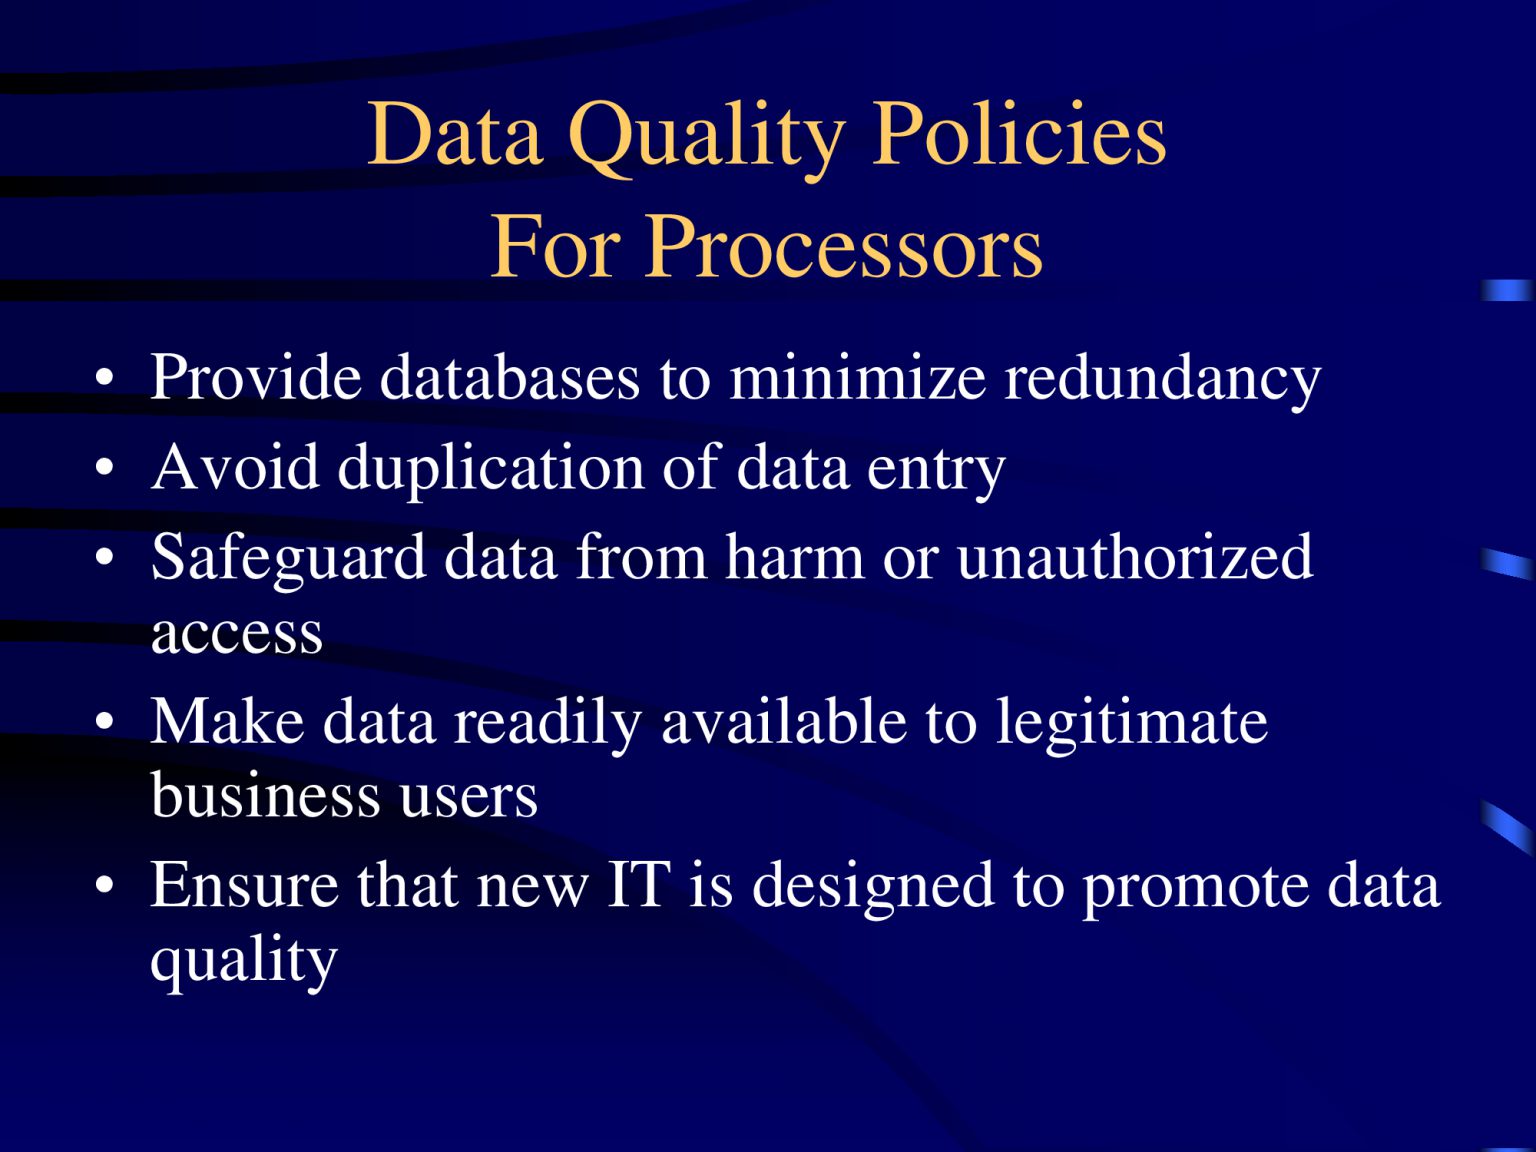 Data Quality Policies
For Processors
• Provide databases to minimize redundancy
• Avoid duplication of data entry
• Safeguard data from harm or unauthorized
access
• Make data readily available to legitimate
business users
• Ensure that new IT is designed to promote data
quality